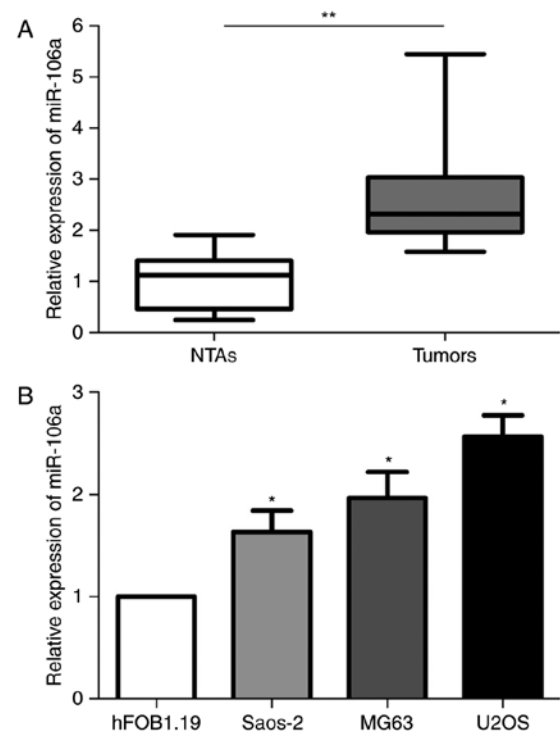 A
**
Relative expression of miR-106a
6
5
4
3
2
1
0
NTAs
Tumors
B
Relative expression of miR-106a
3
2
1
0
*
*
*
hFOB1.19
Saos-2
MG63
U2OS